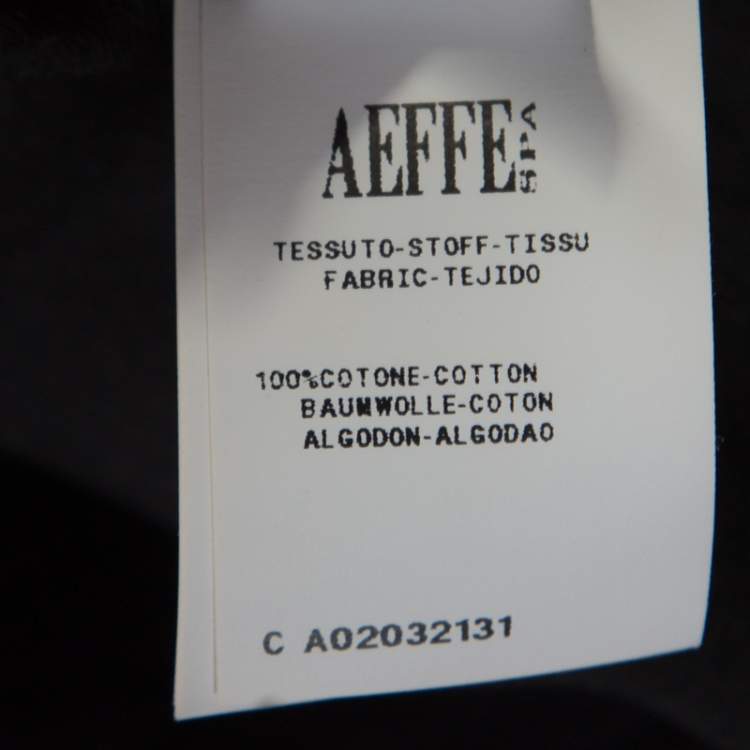 AEFFE SPA
TESSUTO-STOFF-TISSU
FABRIC-TEJIDO
100%COTONE-COTTON
BAUMWOLLE-COTON
ALGODON-ALGODAO
C A02032131